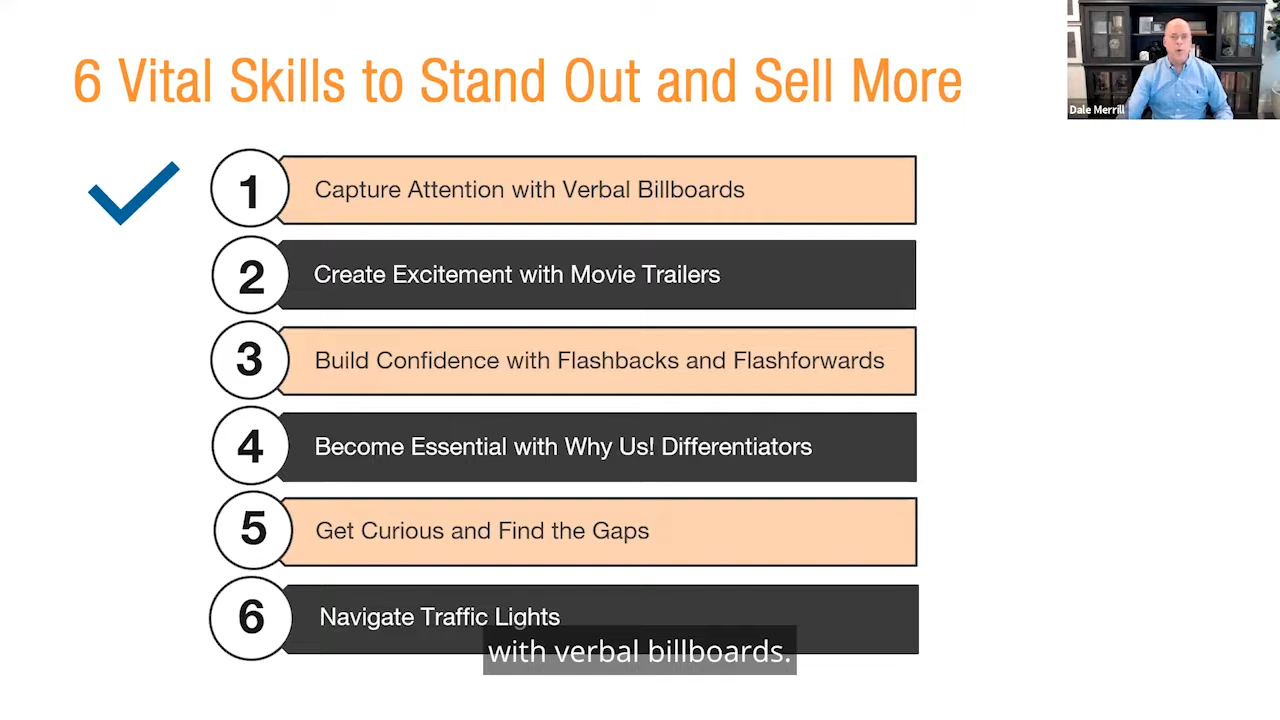 6 Vital Skills to Stand Out and Sell More
Dale Merrill
1 Capture Attention with Verbal Billboards
2 Create Excitement with Movie Trailers
3 Build Confidence with Flashbacks and Flashforwards
4 Become Essential with Why Us! Differentiators
5 Get Curious and Find the Gaps
6 Navigate Traffic Lights
with verbal billboards.